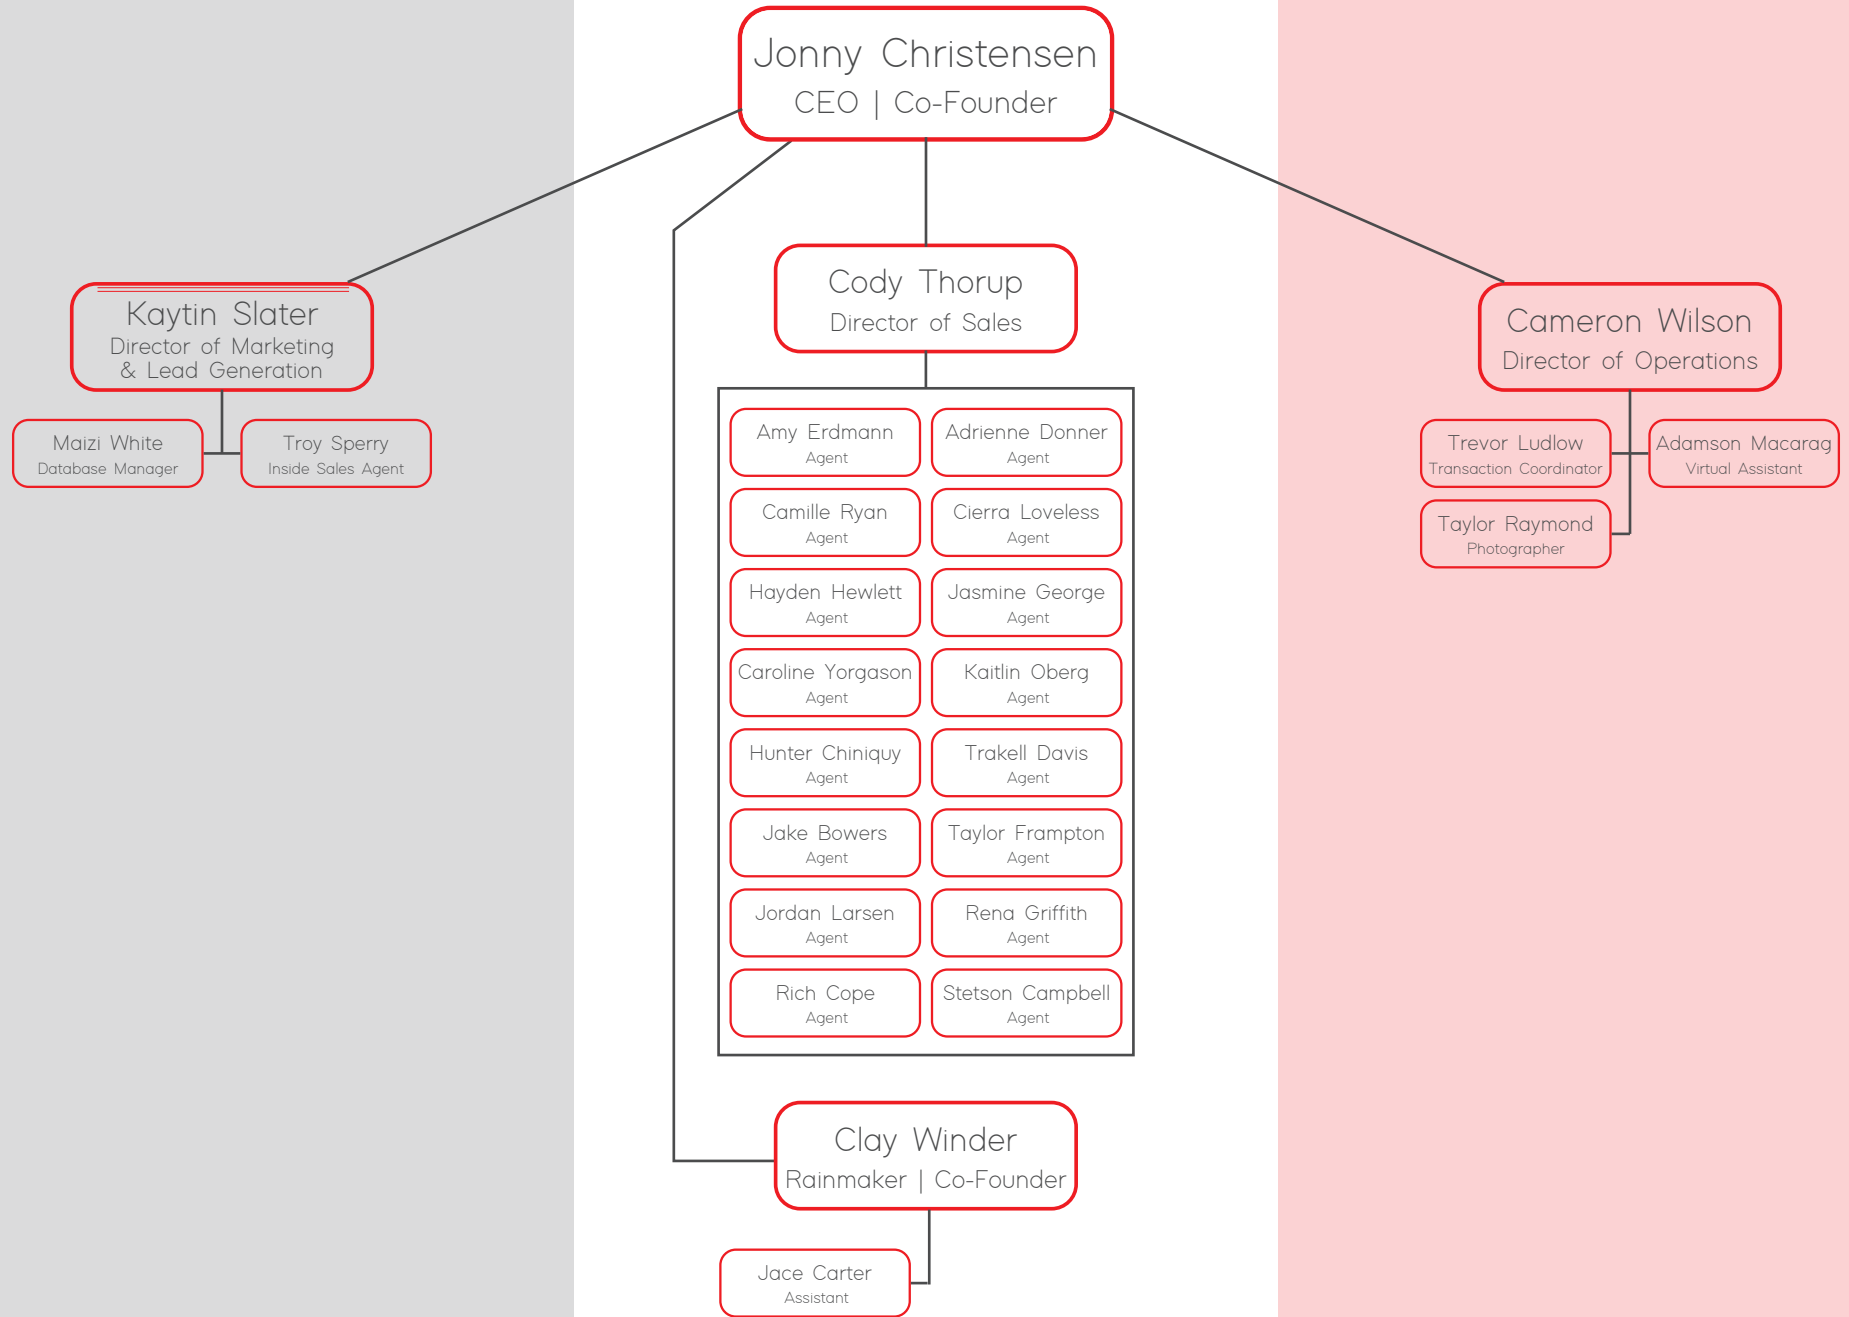 Jonny Christensen
CEO | Co-Founder
Kaytin Slater
Director of Marketing
& Lead Generation
Maizi White
Database Manager
Troy Sperry
Inside Sales Agent
Cody Thorup
Director of Sales
Amy Erdmann
Agent
Adrienne Donner
Agent
Camille Ryan
Agent
Cierra Loveless
Agent
Hayden Hewlett
Agent
Jasmine George
Agent
Caroline Yorgason
Agent
Kaitlin Oberg
Agent
Hunter Chiniquy
Agent
Trakell Davis
Agent
Jake Bowers
Agent
Taylor Frampton
Agent
Jordan Larsen
Agent
Rena Griffith
Agent
Rich Cope
Agent
Stetson Campbell
Agent
Clay Winder
Rainmaker | Co-Founder
Jace Carter
Assistant
Cameron Wilson
Director of Operations
Trevor Ludlow
Transaction Coordinator
Adamson Macarag
Virtual Assistant
Taylor Raymond
Photographer